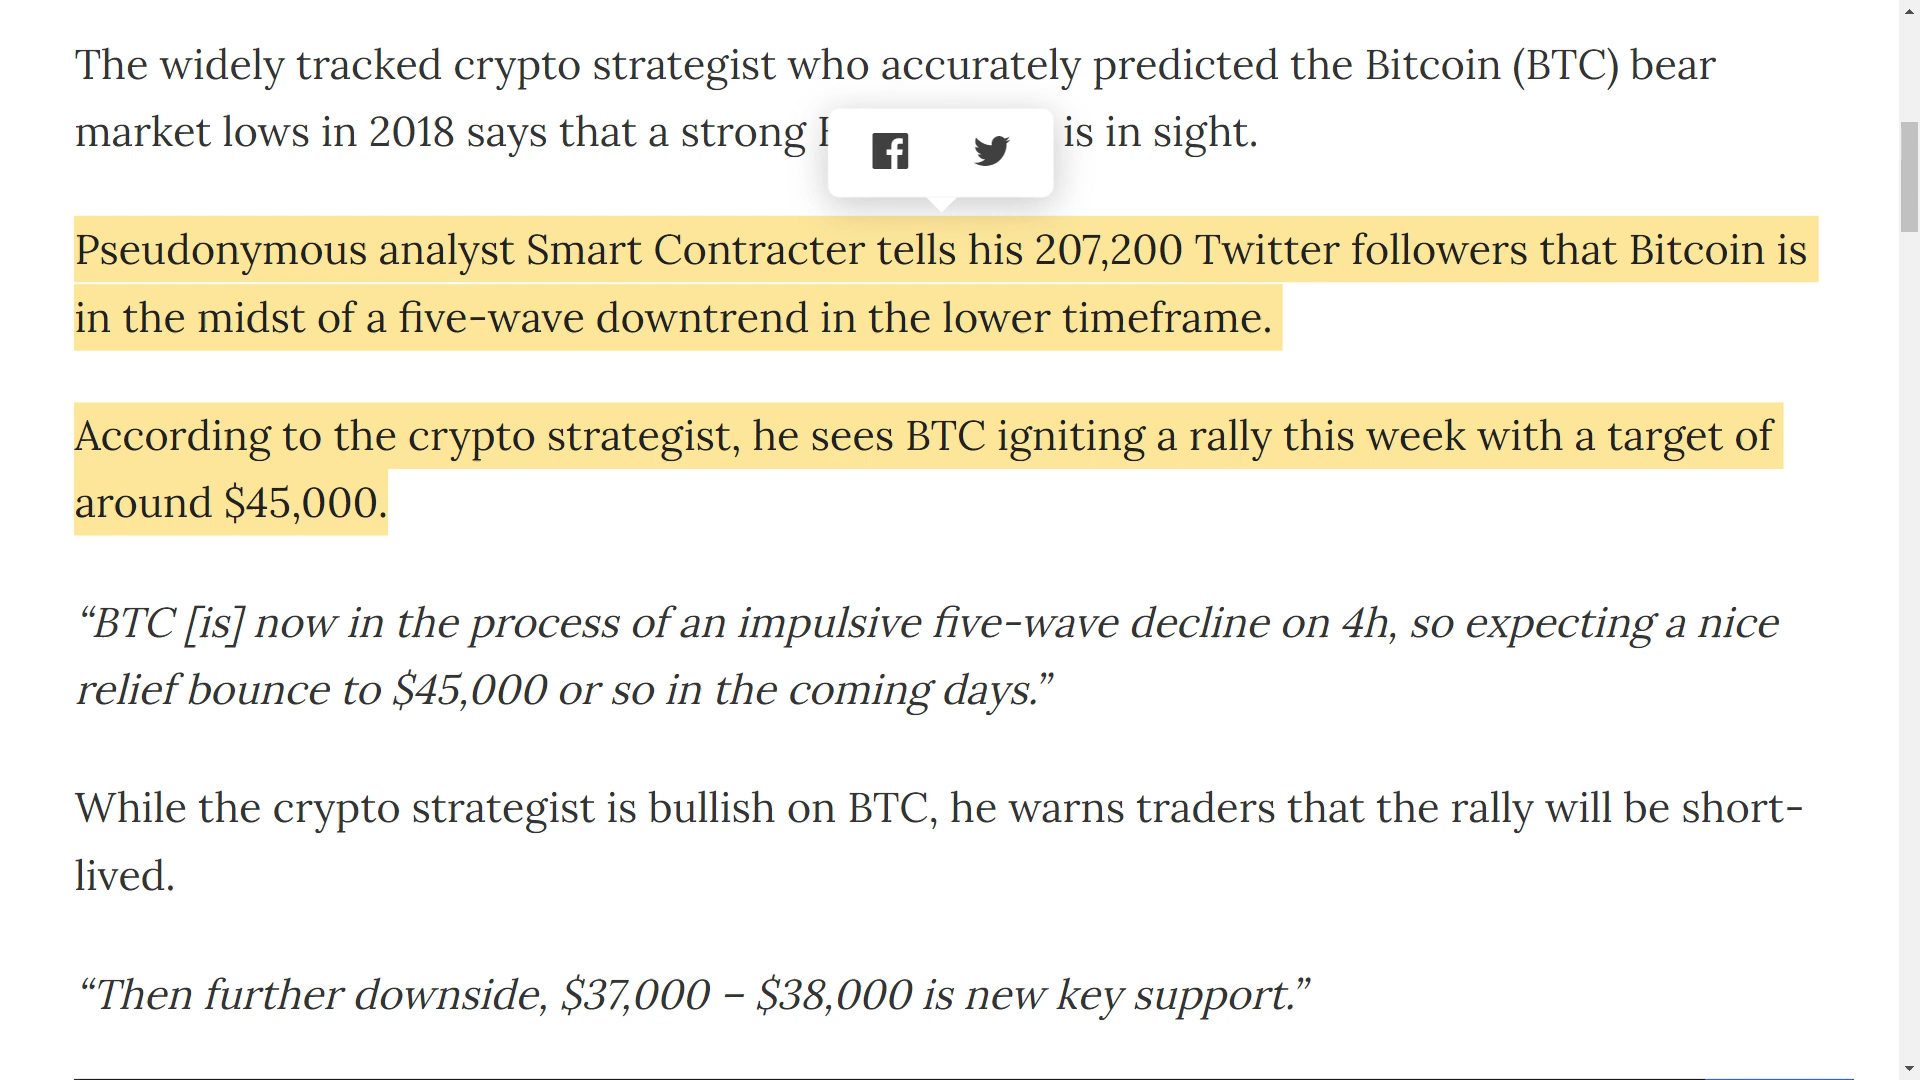 The widely tracked crypto strategist who accurately predicted the Bitcoin (BTC) bear
market lows in 2018 says that a strong is in sight.
Pseudonymous analyst Smart Contracter tells his 207,200 Twitter followers that Bitcoin is
in the midst of a five-wave downtrend in the lower timeframe.
According to the crypto strategist, he sees BTC igniting a rally this week with a target of
around $45,000.
“BTC [is] now in the process of an impulsive five-wave decline on 4h, so expecting a nice
relief bounce to $45,000 or so in the coming days.”
While the crypto strategist is bullish on BTC, he warns traders that the rally will be short-
lived.
“Then further downside, $37,000 – $38,000 is new key support.”